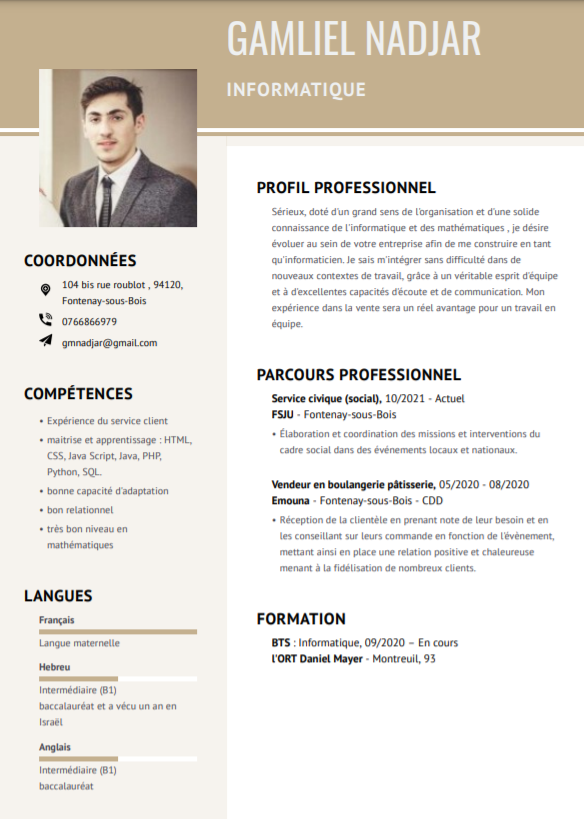 GAMLIEL NADJAR
INFORMATIQUE
COORDONNÉES
104 bis rue roublot , 94120,
Fontenay-sous-Bois
0766866979
gmnadjar@gmail.com
COMPÉTENCES
• Expérience du service client
• maitrise et apprentissage : HTML,
CSS, Java Script, Java, PHP,
Python, SQL.
• bonne capacité d'adaptation
• bon relationnel
• très bon niveau en
mathématiques
LANGUES
Français
Langue maternelle
Hebreu
Intermédiaire (B1)
baccalauréat et a vécu un an en
Israël
Anglais
Intermédiaire (B1)
baccalauréat
PROFIL PROFESSIONNEL
Sérieux, doté d'un grand sens de l'organisation et d'une solide
connaissance de l'informatique et des mathématiques , je désire
évoluer au sein de votre entreprise afin de me construire en tant
qu'informaticien. Je sais m'intégrer sans difficulté dans de
nouveaux contextes de travail, grâce à un véritable esprit d'équipe
et à d'excellentes capacités d'écoute et de communication. Mon
expérience dans la vente sera un réel avantage pour un travail en
équipe.
PARCOURS PROFESSIONNEL
Service civique (social), 10/2021 - Actuel
FSJU - Fontenay-sous-Bois
• Élaboration et coordination des missions et interventions du
cadre social dans des événements locaux et nationaux.
Vendeur en boulangerie pâtisserie, 05/2020 - 08/2020
Emouna - Fontenay-sous-Bois - CDD
• Réception de la clientèle en prenant note de leur besoin et en
les conseillant sur leurs commande en fonction de l'évènement,
mettant ainsi en place une relation positive et chaleureuse
menant à la fidélisation de nombreux clients.
FORMATION
BTS : Informatique, 09/2020 – En cours
l'ORT Daniel Mayer - Montreuil, 93